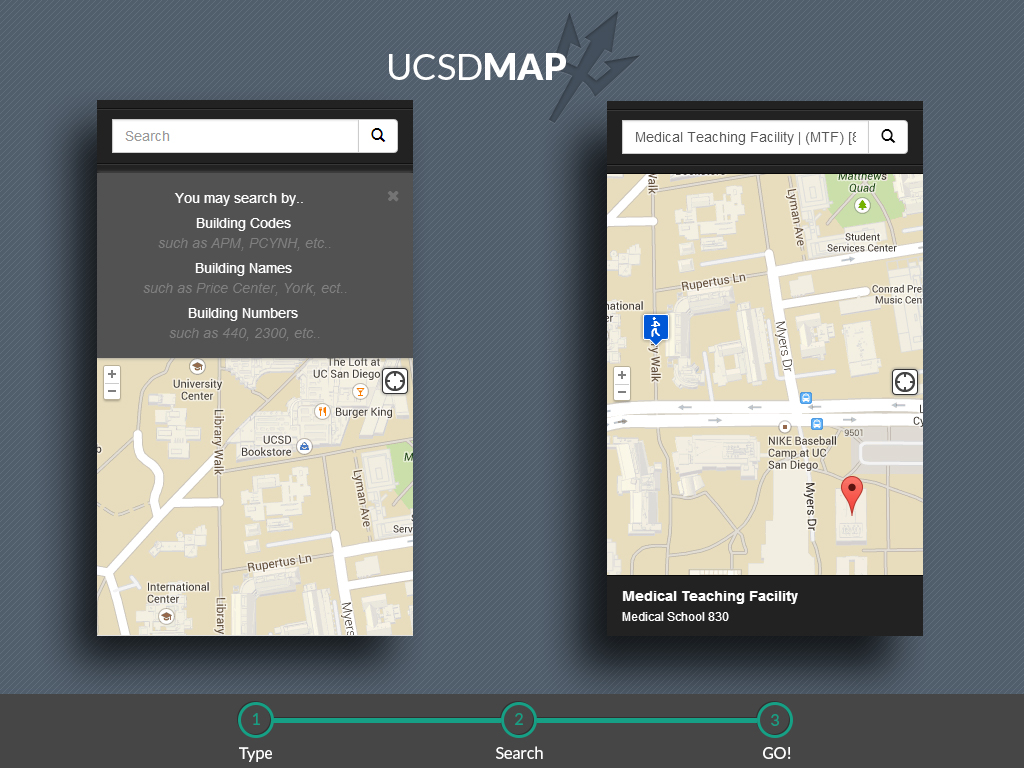 UCSDMAP
Search
You may search by..
Building Codes
such as APM, PCYNH, etc..
Building Names
such as Price Center, York, ect..
Building Numbers
such as 440, 2300, etc..
+
−
University
Center
The Loft at
UC San Diego
Burger King
UCSD
Bookstore
Library Walk
Lyman Ave
Serv
Rupertus Ln
International
Center
Library
Myers
Medical Teaching Facility | (MTF) [8
Walk
Lyman Ave
Matthews
Quad
Student
Services Center
Rupertus Ln
Conrad Pre
Music Cen
national
er
y Walk
Myers Dr
+
−
L
Cy
NIKE Baseball
Camp at UC
San Diego
9501
Myers Dr
Medical Teaching Facility
Medical School 830
1
2
3
Type
Search
GO!